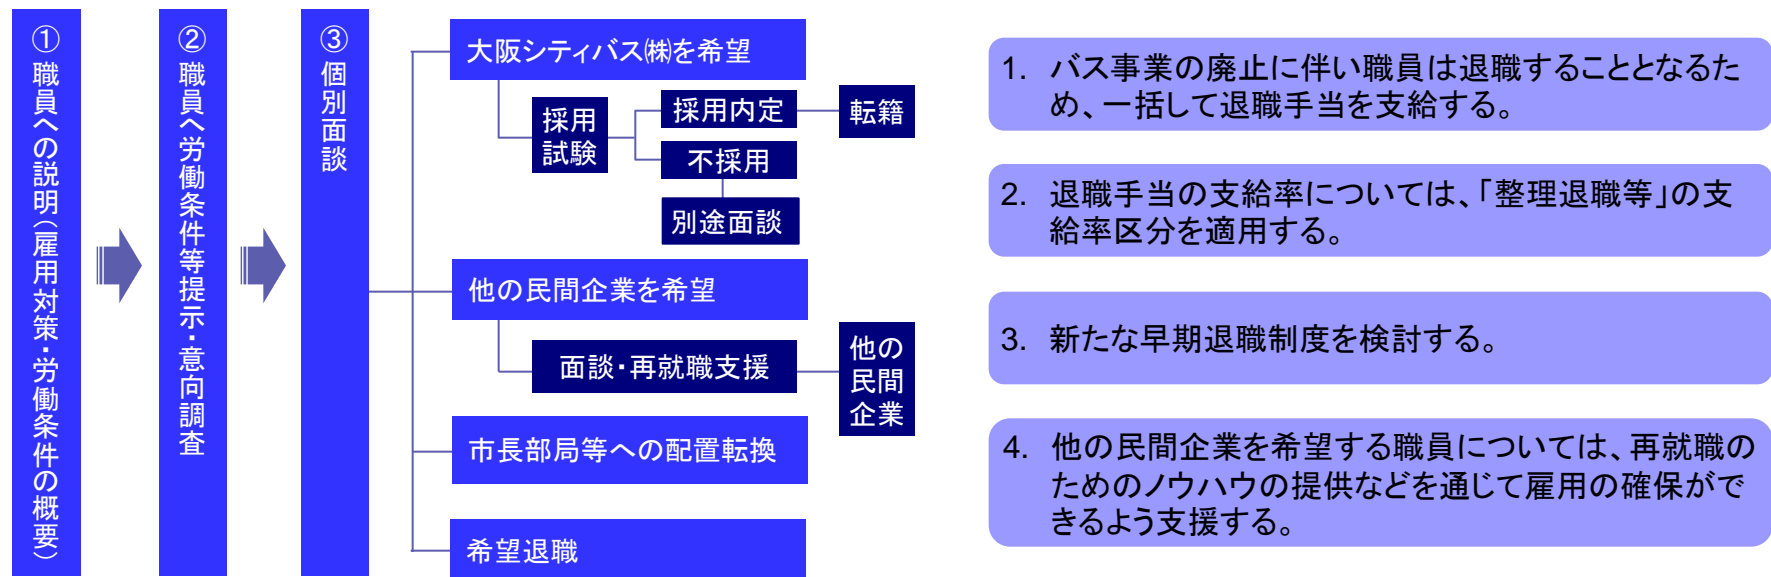 ①職員への説明（雇用対策・労働条件の概要）
②職員へ労働条件等提示・意向調査
③個別面談
大阪シティバス㈱を希望
採用
試験
採用内定
転籍
不採用
別途面談
他の民間企業を希望
面談・再就職支援
他の
民間
企業
市長部局等への配置転換
希望退職
1. バス事業の廃止に伴い職員は退職することとなるた
め、一括して退職手当を支給する。
2. 退職手当の支給率については、「整理退職等」の支
給率区分を適用する。
3. 新たな早期退職制度を検討する。
4. 他の民間企業を希望する職員については、再就職の
ためのノウハウの提供などを通じて雇用の確保がで
きるよう支援する。